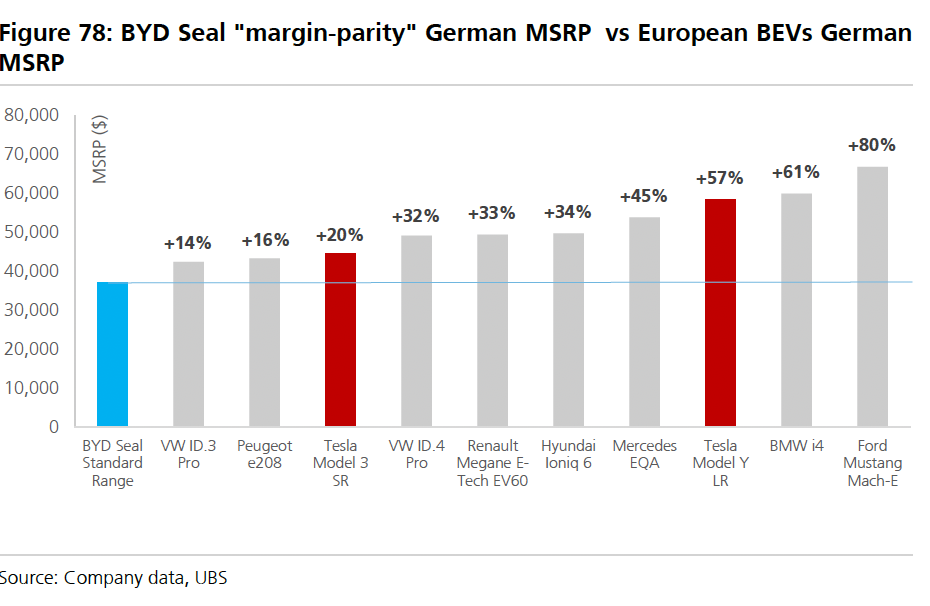 Figure 78: BYD Seal "margin-parity" German MSRP vs European BEVs German
MSRP
MSRP ($)
80,000
70,000
60,000
50,000
40,000
30,000
20,000
10,000
0
+14%
+16%
+20%
+32%
+33%
+34%
+45%
+57%
+61%
+80%
BYD Seal
Standard
Range
VW ID.3
Pro
Peugeot
e208
Tesla
Model 3
SR
VW ID.4
Pro
Renault
Megane E-
Tech EV60
Hyundai
Ioniq 6
Mercedes
EQA
Tesla
Model Y
LR
BMW i4
Ford
Mustang
Mach-E
Source: Company data, UBS